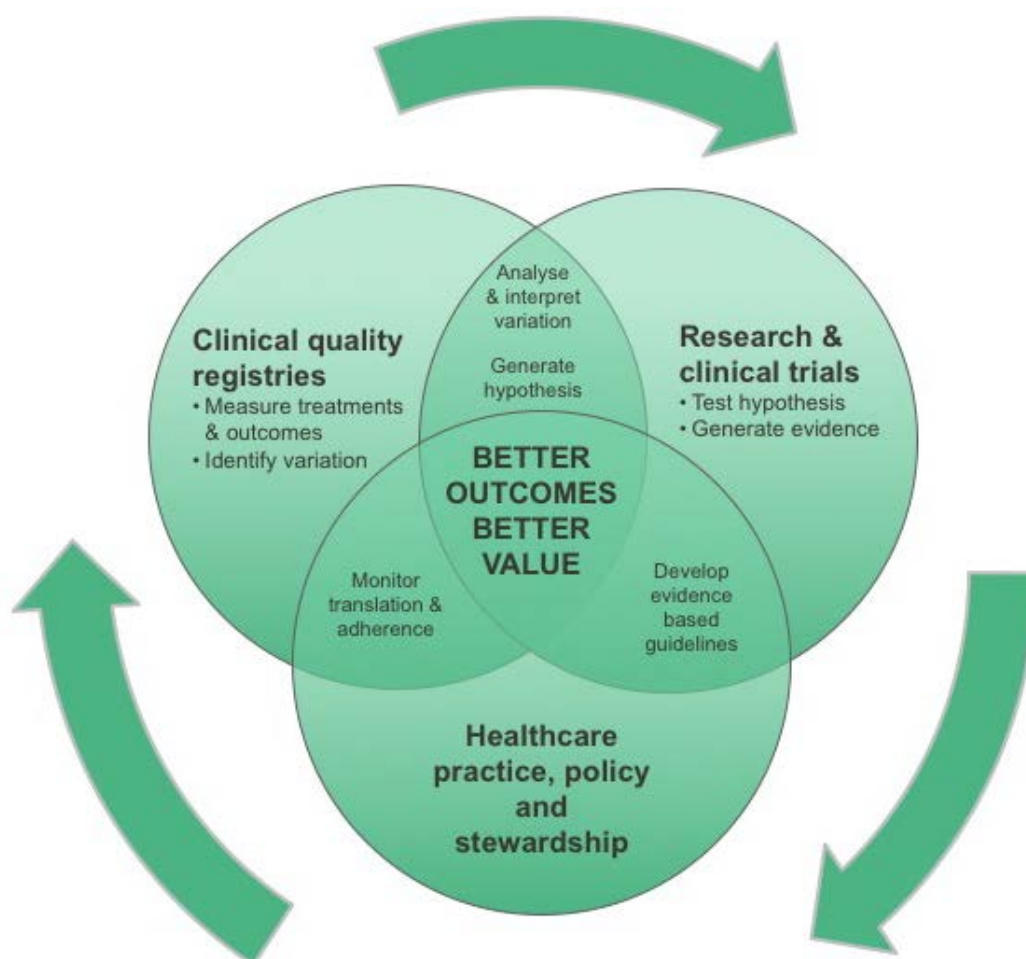 Analyse
& interpret
variation
Generate
hypothesis
Clinical quality
registries
• Measure treatments
& outcomes
• Identify variation
Research &
clinical trials
• Test hypothesis
• Generate evidence
BETTER
OUTCOMES
BETTER
VALUE
Monitor
translation &
adherence
Develop
evidence
based
guidelines
Healthcare
practice, policy
and
stewardship